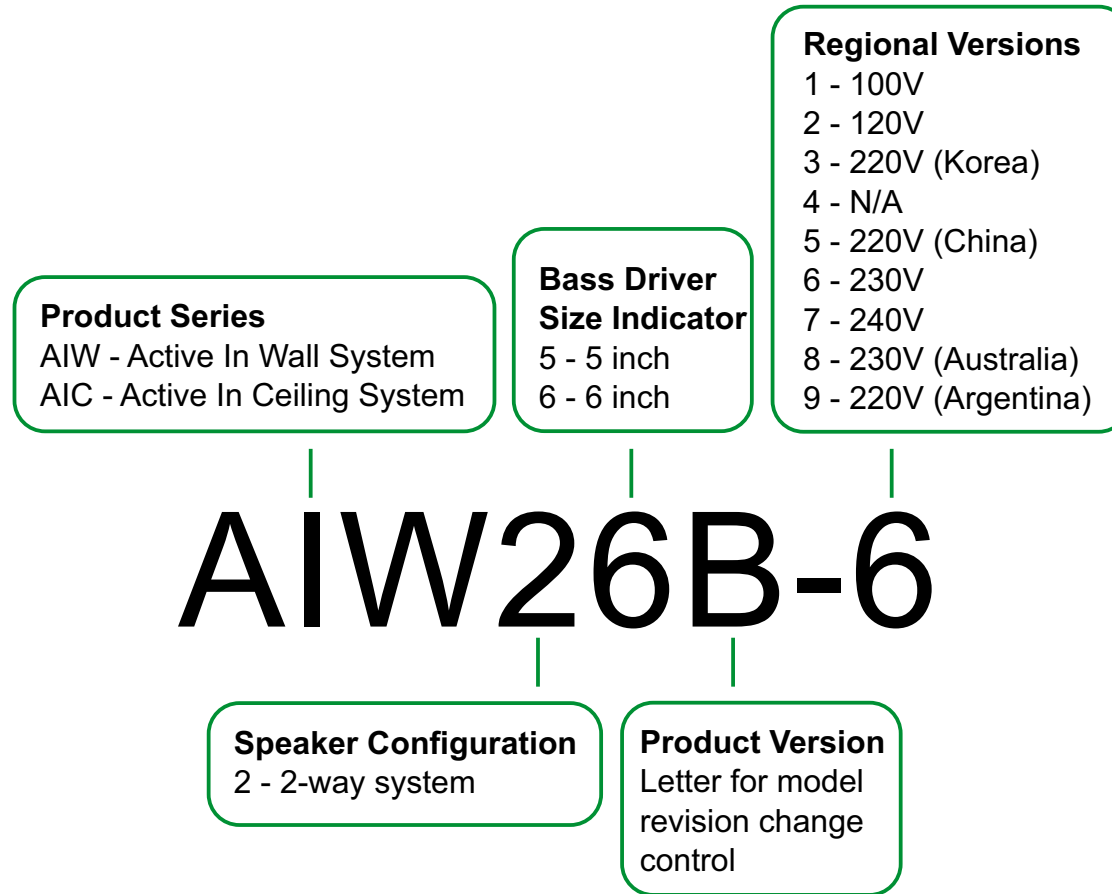 Regional Versions
1 - 100V
2 - 120V
3 - 220V (Korea)
4 - N/A
5 - 220V (China)
6 - 230V
7 - 240V
8 - 230V (Australia)
9 - 220V (Argentina)
Bass Driver
Size Indicator
5 - 5 inch
6 - 6 inch
Product Series
AIW - Active In Wall System
AIC - Active In Ceiling System
AIW26B-6
Speaker Configuration
2 - 2-way system
Product Version
Letter for model
revision change
control